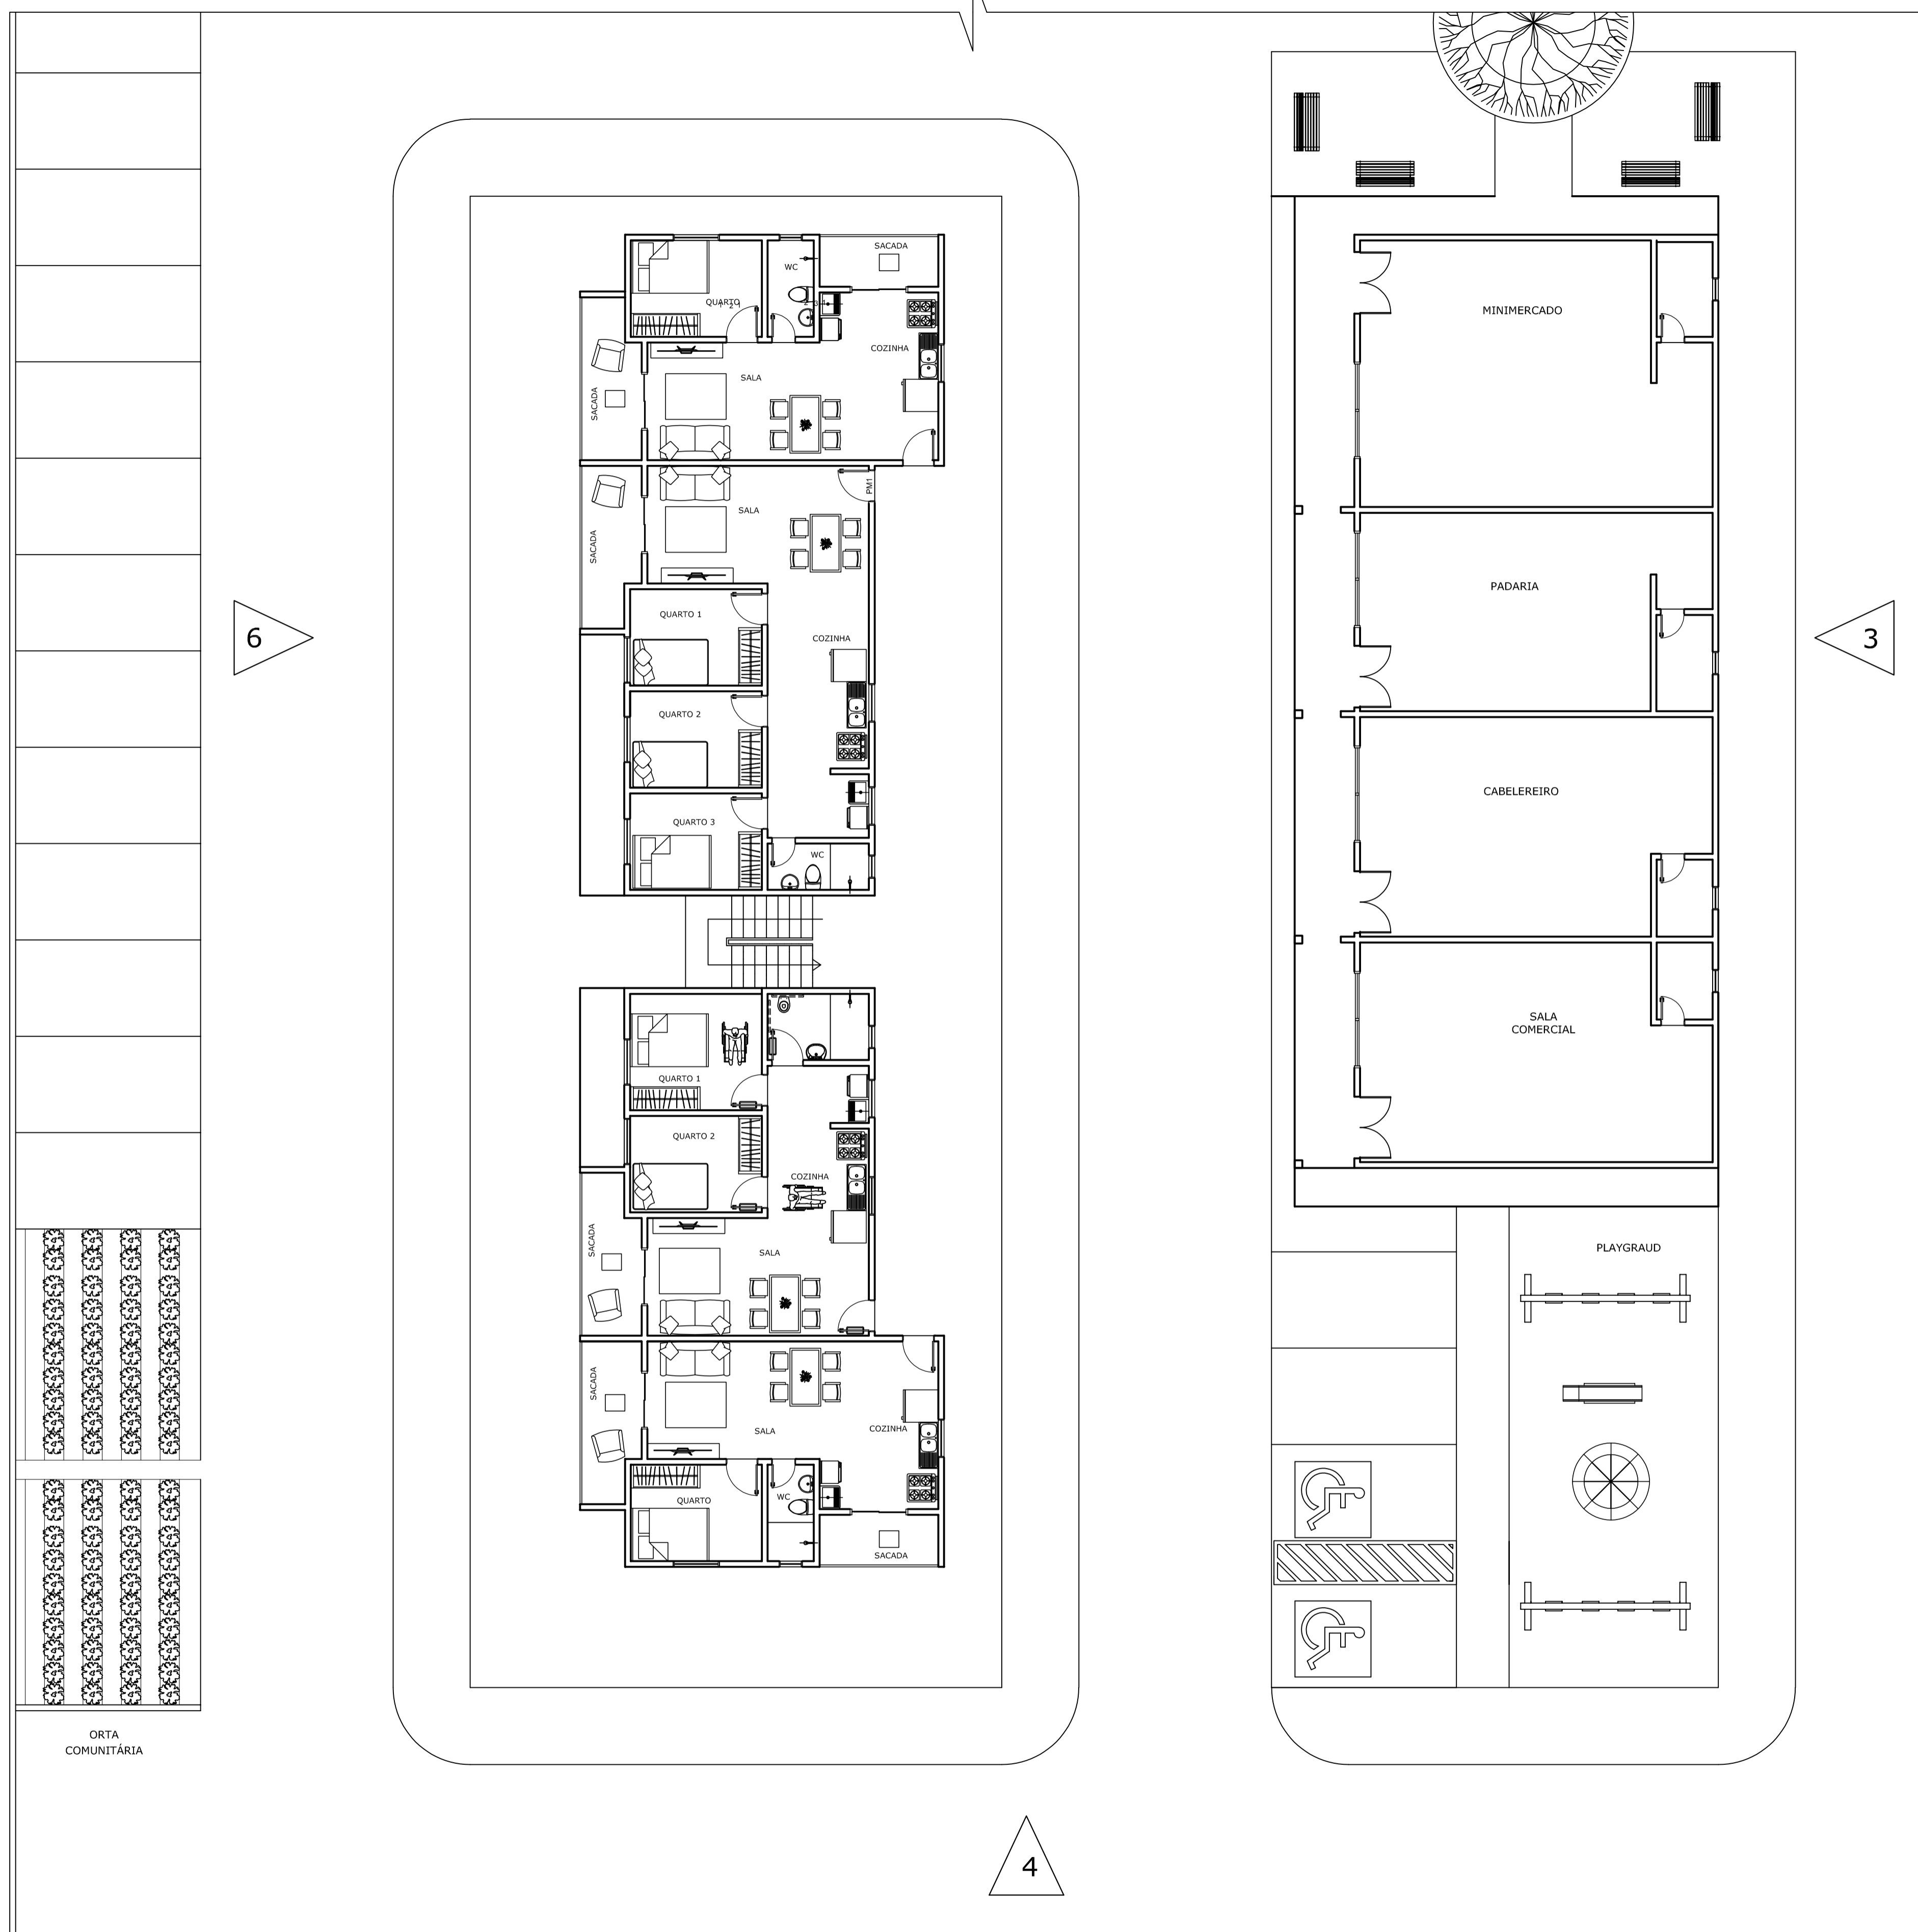 SACADA
WC
QUARTO
COZINHA
SALA
SACADA
PM1
SALA
SACADA
QUARTO 1
COZINHA
QUARTO 2
QUARTO 3
WC
QUARTO 1
QUARTO 2
COZINHA
SACADA
SALA
SACADA
SALA
COZINHA
QUARTO
WC
SACADA
6
ORTA
COMUNITÁRIA
4
MINIMERCADO
PADARIA
CABELEREIRO
SALA
COMERCIAL
PLAYGRAUD
3